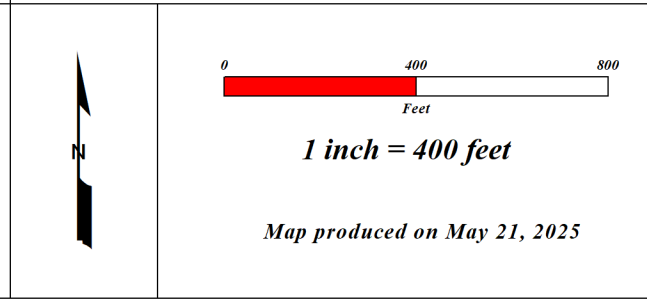 0 400 800
Feet
N
1 inch = 400 feet
Map produced on May 21, 2025